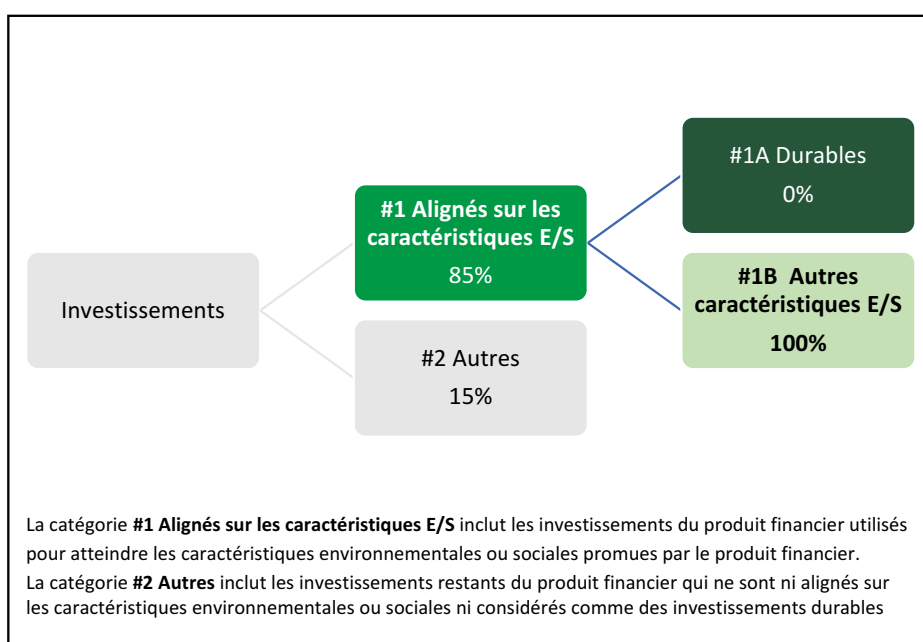 Investissements
#1 Alignés sur les
caractéristiques E/S
85%
#2 Autres
15%
#1A Durables
0%
#1B  Autres
caractéristiques E/S
100%
La catégorie #1 Alignés sur les caractéristiques E/S inclut les investissements du produit financier utilisés
pour atteindre les caractéristiques environnementales ou sociales promues par le produit financier.
La catégorie #2 Autres inclut les investissements restants du produit financier qui ne sont ni alignés sur
les caractéristiques environnementales ou sociales ni considérés comme des investissements durables